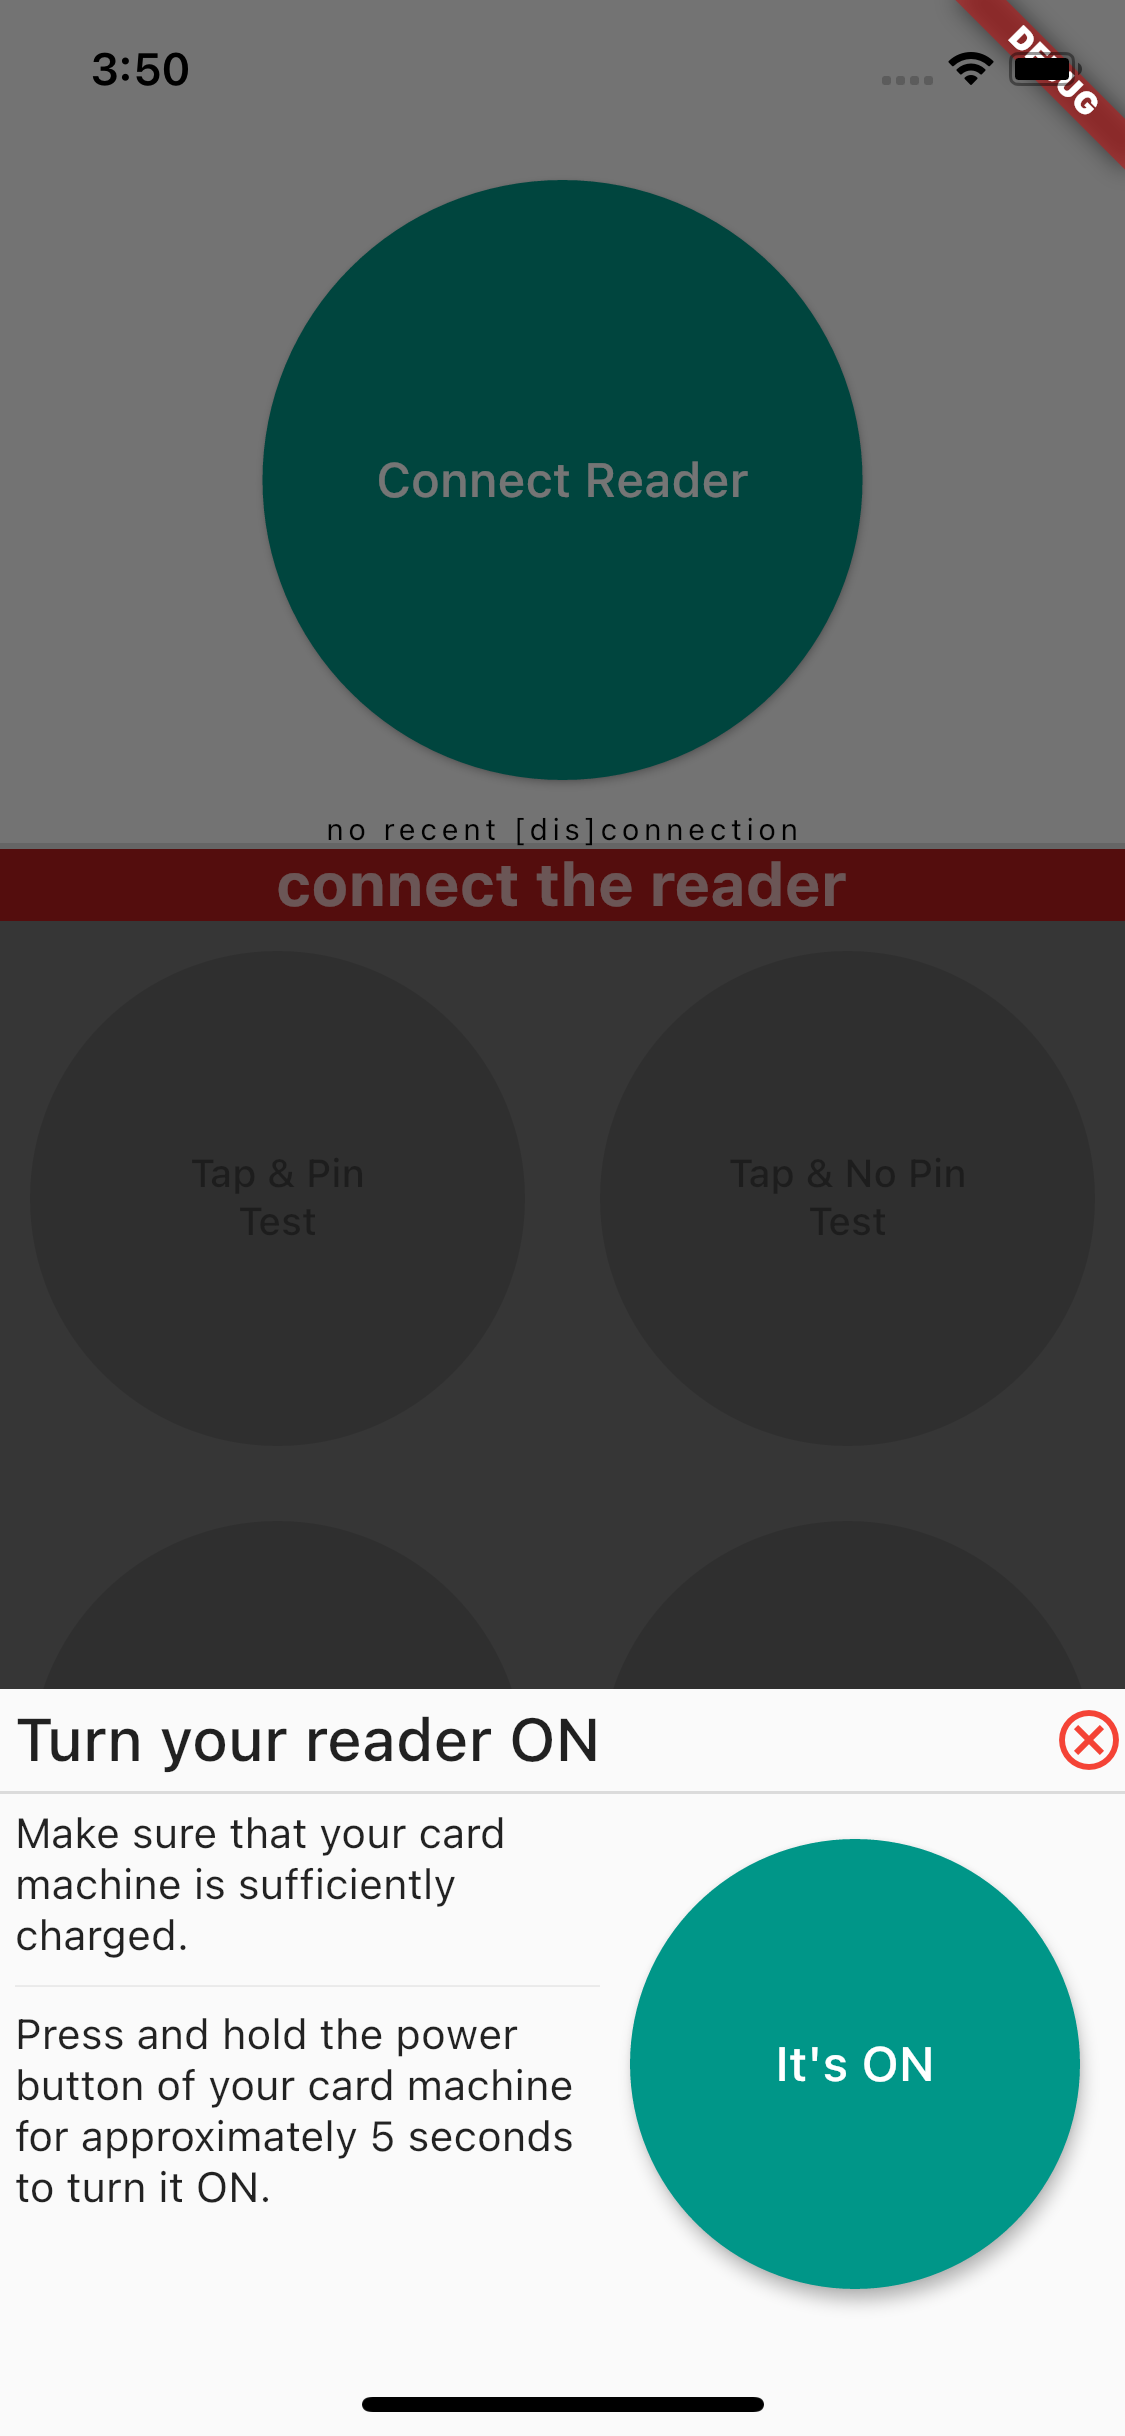 3:50
DEBUG
Connect Reader
no recent [dis]connection
connect the reader
Tap & Pin
Test
Tap & No Pin
Test
Turn your reader ON
Make sure that your card
machine is sufficiently
charged.
Press and hold the power
button of your card machine
for approximately 5 seconds
to turn it ON.
It's ON